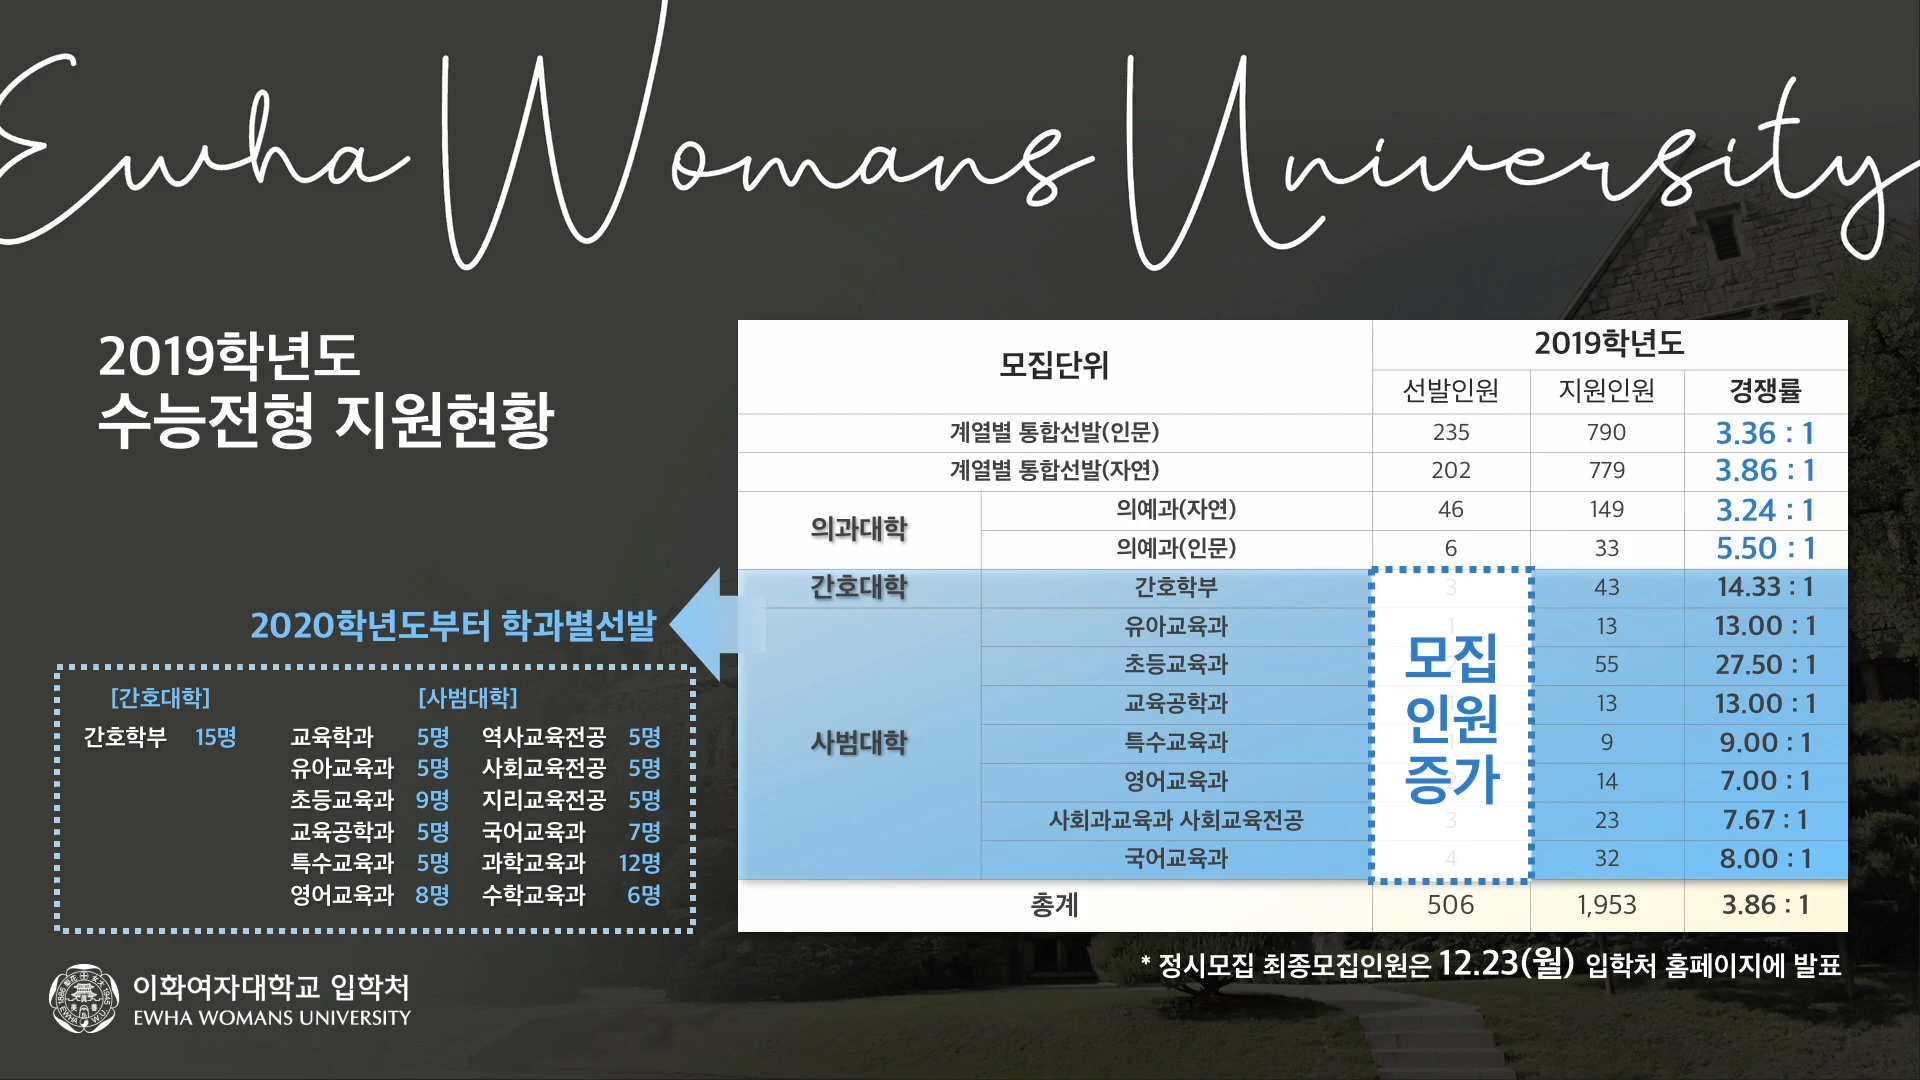 Ewha Womans University
2019학년도
수능전형 지원현황
모집단위
2019학년도
선발인원 지원인원 경쟁률
계열별 통합선발(인문) 235 790 3.36 : 1
계열별 통합선발(자연) 202 779 3.86 : 1
의과대학
의예과(자연) 46 149 3.24 : 1
의예과(인문) 6 33 5.50 : 1
간호대학 간호학부 3 43 14.33 : 1
사범대학
유아교육과 1 13 13.00 : 1
초등교육과 2 55 27.50 : 1
교육공학과 13 13.00 : 1
특수교육과 9 9.00 : 1
영어교육과 14 7.00 : 1
사회과교육과 사회교육전공 3 23 7.67 : 1
국어교육과 4 32 8.00 : 1
모집
인원
증가
총계 506 1,953 3.86 : 1
2020학년도부터 학과별선발
[간호대학] [사범대학]
간호학부 15명 교육학과 5명 역사교육전공 5명
유아교육과 5명 사회교육전공 5명
초등교육과 9명 지리교육전공 5명
교육공학과 5명 국어교육과 7명
특수교육과 5명 과학교육과 12명
영어교육과 8명 수학교육과 6명
* 정시모집 최종모집인원은 12.23(월) 입학처 홈페이지에 발표
이화여자대학교 입학처
EWHA WOMANS UNIVERSITY